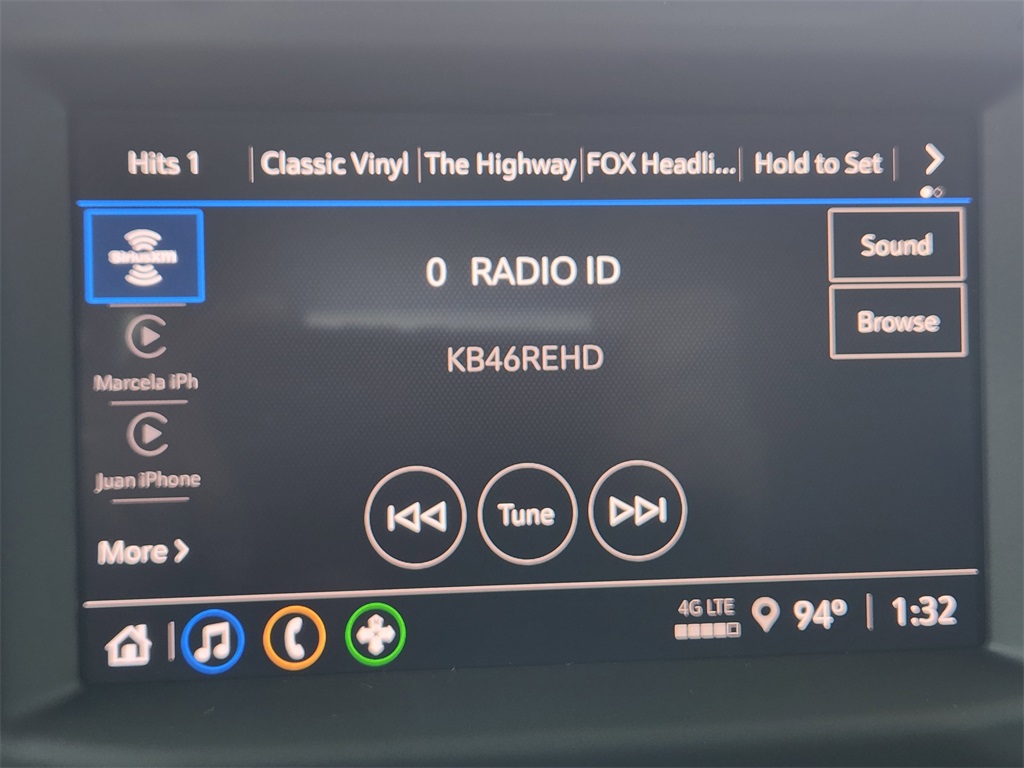 Hits 1 Classic Vinyl The Highway FOX Headli... Hold to Set
SiriusXM
Sound
0 RADIO ID
Browse
KB46REHD
Marcela iPh
Juan iPhone
Tune
More
4G LTE 94° 1:32